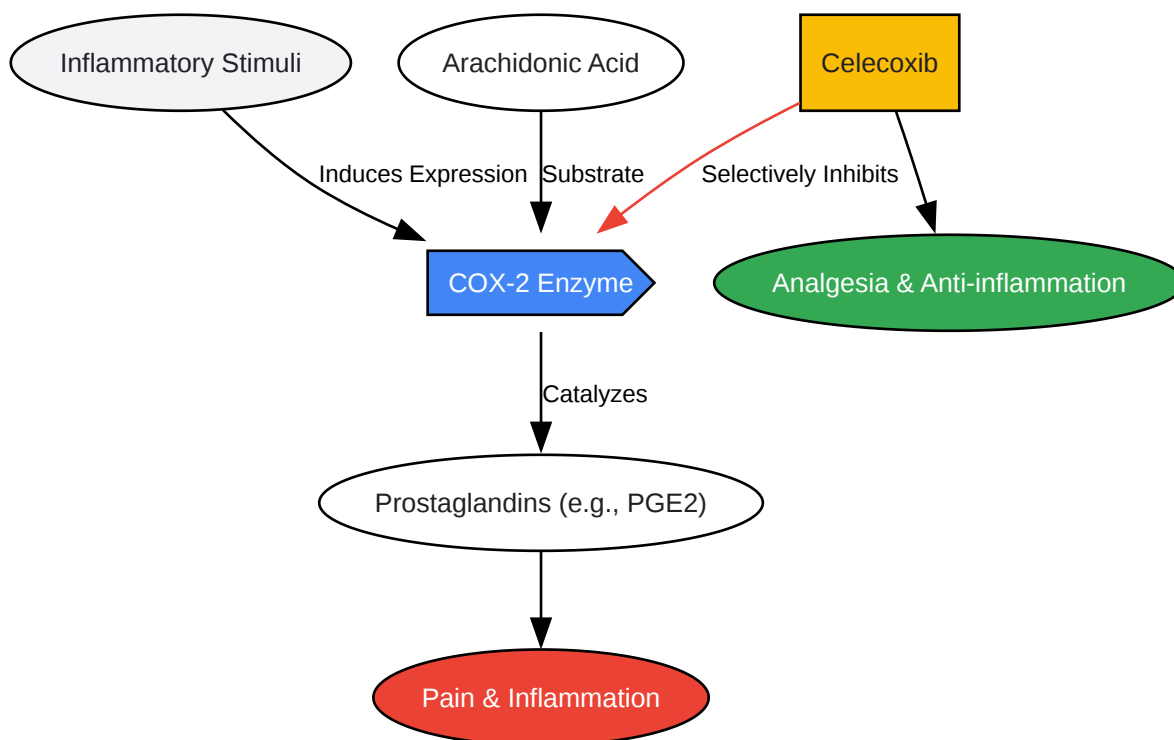 Inflammatory Stimuli
Arachidonic Acid
Celecoxib
Induces Expression
Substrate
Selectively Inhibits
COX-2 Enzyme
Analgesia & Anti-inflammation
Catalyzes
Prostaglandins (e.g., PGE2)
Pain & Inflammation